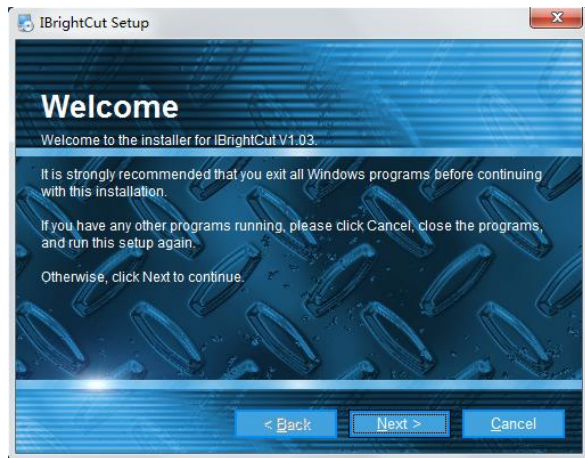 IBrightCut Setup
Welcome
Welcome to the installer for IBrightCut V1.03.
It is strongly recommended that you exit all Windows programs before continuing
with this installation.
If you have any other programs running, please click Cancel, close the programs,
and run this setup again.
Otherwise, click Next to continue.
< Back Next > Cancel